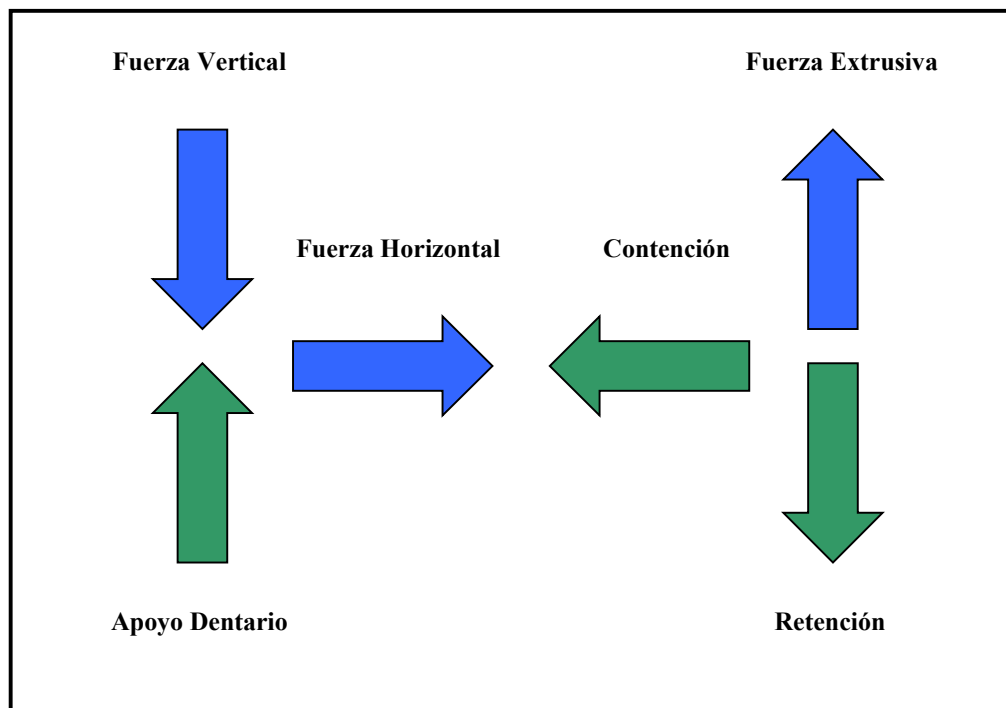 Fuerza Vertical
Fuerza Extrusiva
Fuerza Horizontal
Contención
Apoyo Dentario
Retención